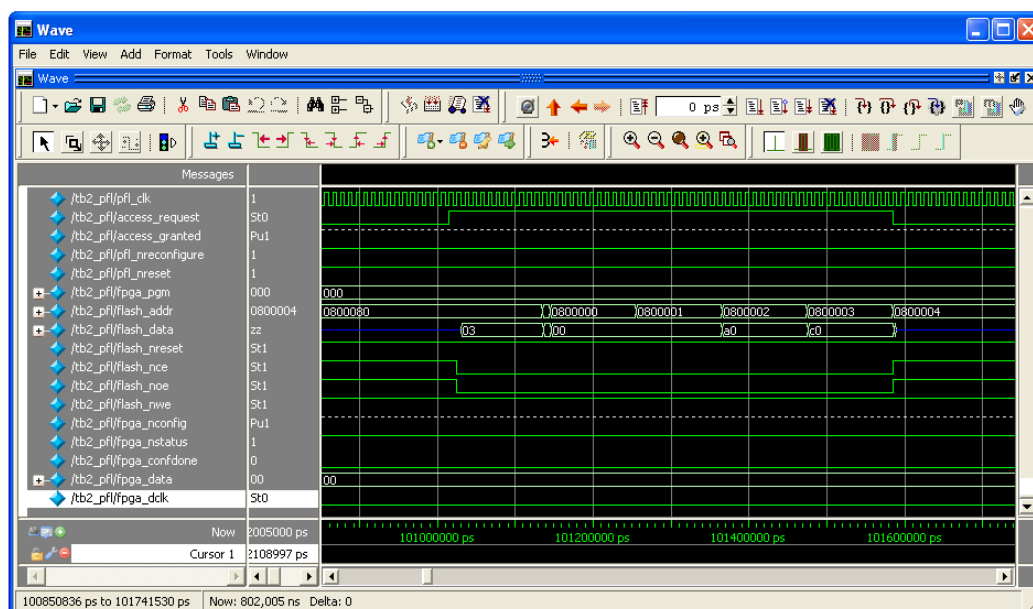 Wave
File Edit View Add Format Tools Window
Wave
0 ps
Messages
/tb2_pfl/pfl_clk 1
/tb2_pfl/access_request St0
/tb2_pfl/access_granted Pu1
/tb2_pfl/pfl_nreconfigure 1
/tb2_pfl/pfl_nreset 1
/tb2_pfl/fpga_pgm 000 000
/tb2_pfl/flash_addr 0800004 0800080 0800000 0800001 0800002 0800003 0800004
/tb2_pfl/flash_data zz 03 00 a0 c0
/tb2_pfl/flash_nreset St1
/tb2_pfl/flash_nce St1
/tb2_pfl/flash_noe St1
/tb2_pfl/flash_nwe St1
/tb2_pfl/fpga_nconfig Pu1
/tb2_pfl/fpga_nstatus 1
/tb2_pfl/fpga_confdone 0
/tb2_pfl/fpga_data 00 00
/tb2_pfl/fpga_dclk St0
Now 2005000 ps 101000000 ps 101200000 ps 101400000 ps 101600000 ps
Cursor 1 2108997 ps
100850836 ps to 101741530 ps Now: 802,005 ns Delta: 0